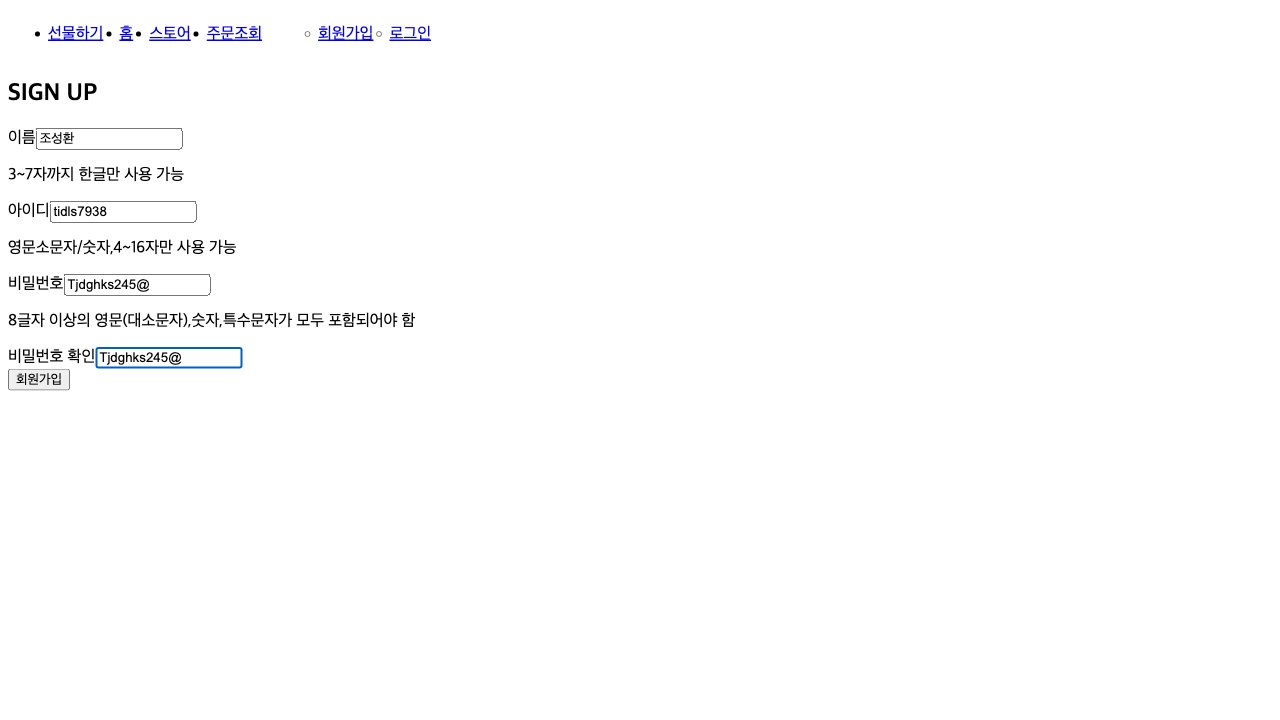 선물하기 홈 스토어 주문조회 회원가입 로그인
SIGN UP
이름 조성환
3~7자까지 한글만 사용 가능
아이디 tidls7938
영문소문자/숫자,4~16자만 사용 가능
비밀번호 Tjdghks245@
8글자 이상의 영문(대소문자),숫자,특수문자가 모두 포함되어야 함
비밀번호 확인 Tjdghks245@
회원가입